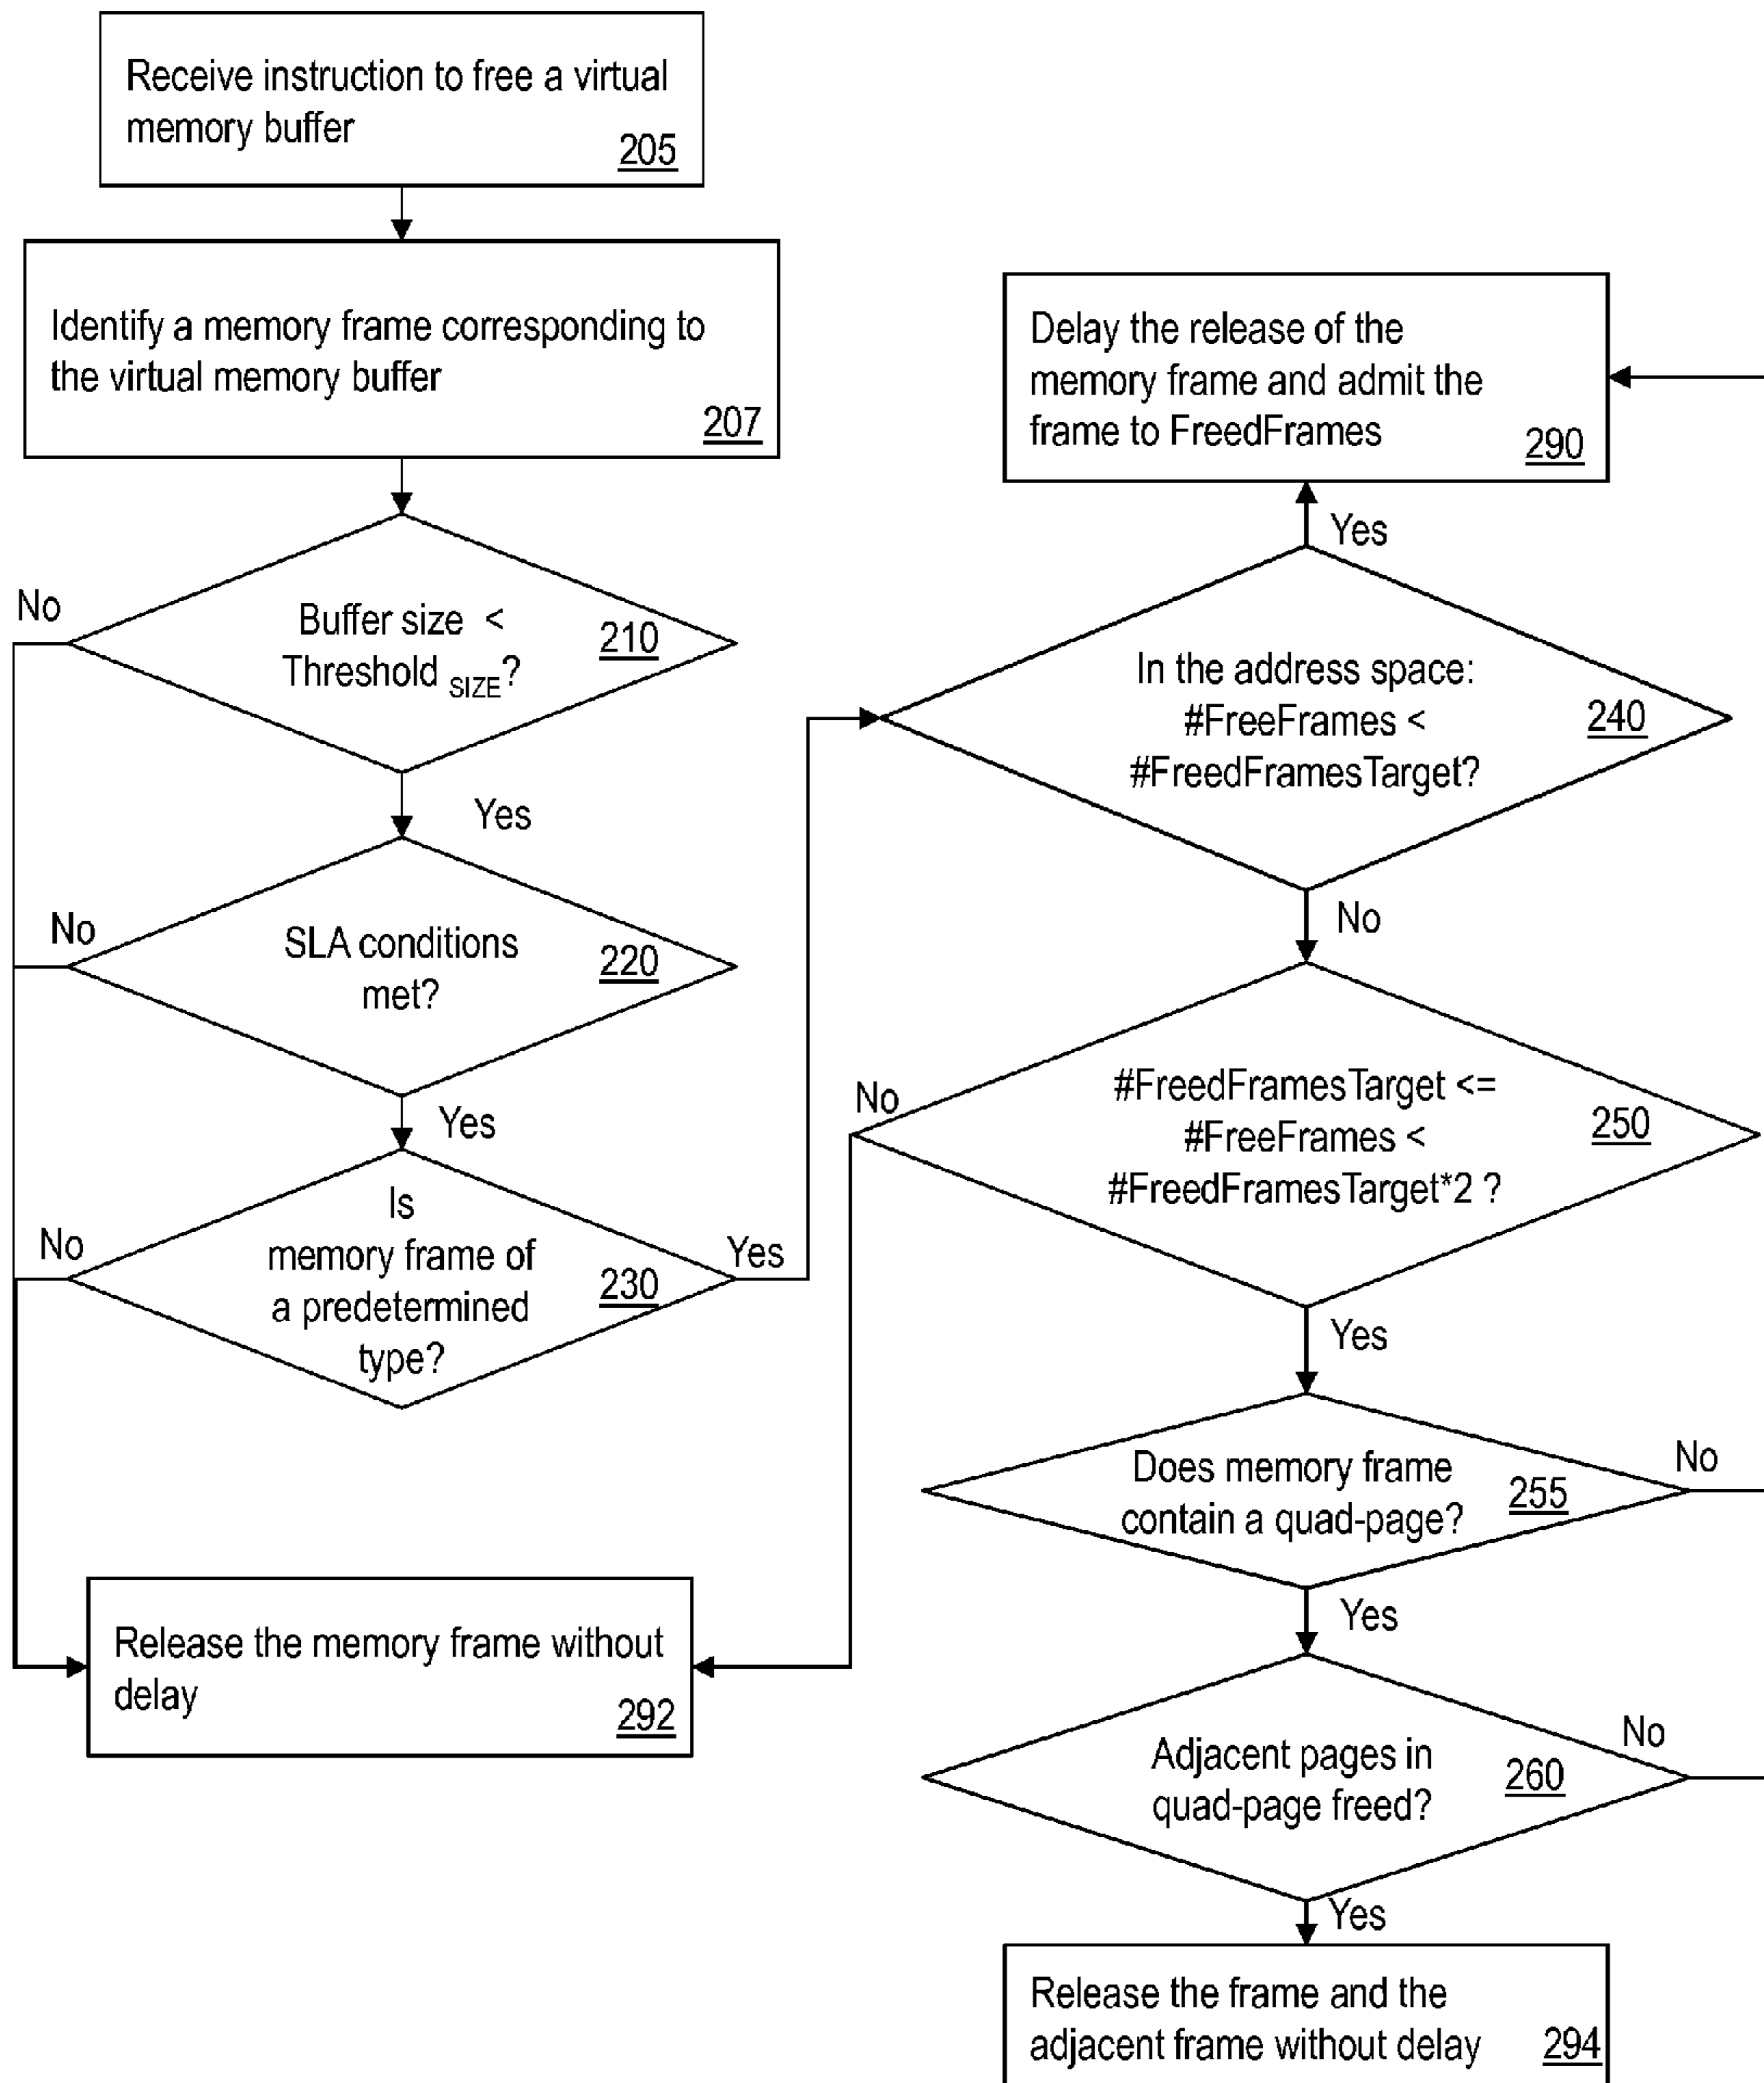 Receive instruction to free a virtual
memory buffer
205
Identify a memory frame corresponding to
the virtual memory buffer
207
No
Buffer size <
Threshold SIZE?
210
Yes
No
SLA conditions
met?
220
Yes
No
Is
memory frame of
a predetermined
type?
230
Yes
Release the memory frame without
delay
292
Delay the release of the
memory frame and admit the
frame to FreedFrames
290
Yes
In the address space:
#FreeFrames <
#FreedFramesTarget?
240
No
No
#FreedFramesTarget <=
#FreeFrames <
#FreedFramesTarget*2 ?
250
Yes
Does memory frame
contain a quad-page?
255
No
Yes
Adjacent pages in
quad-page freed?
260
No
Yes
Release the frame and the
adjacent frame without delay
294